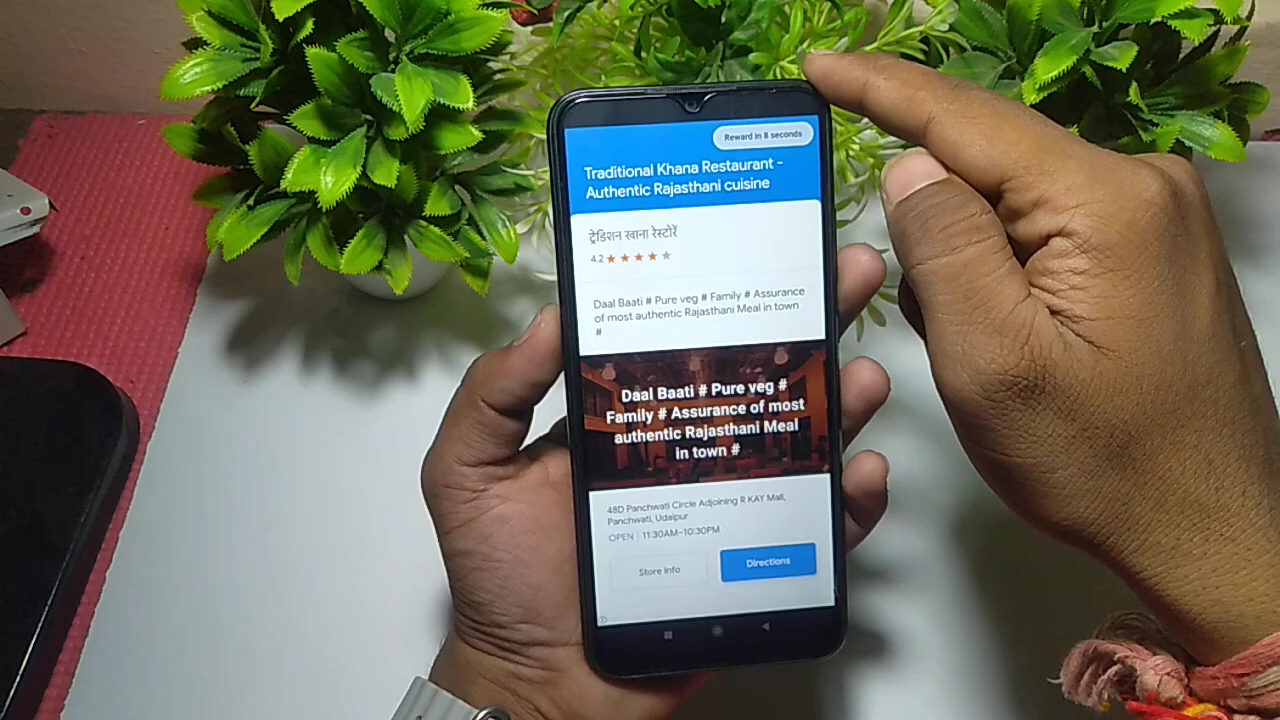 Reward in 8 seconds
Traditional Khana Restaurant -
Authentic Rajasthani cuisine
ट्रेडिशन खाना रेस्टोरेंं
4.2
Daal Baati # Pure veg # Family # Assurance
of most authentic Rajasthani Meal in town
#
Daal Baati # Pure veg #
Family # Assurance of most
authentic Rajasthani Meal
in town #
48D Panchwati Circle Adjoining R KAY Mall,
Panchwati, Udaipur
OPEN | 11:30AM–10:30PM
Store Info
Directions